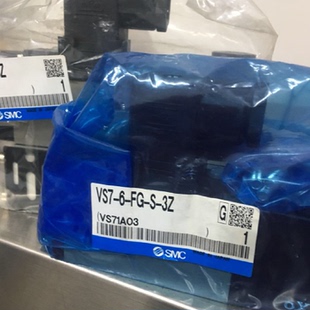 Z
1
SMC
VS7-6-FG-S-3Z
(VS71A03
G
1
SMC